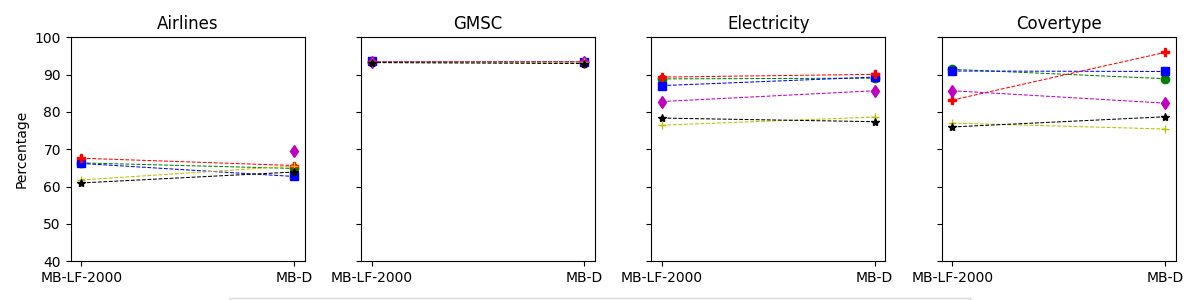 Airlines GMSC Electricity Covertype
Percentage
100
90
80
70
60
50
40
MB-LF-2000 MB-D MB-LF-2000 MB-D MB-LF-2000 MB-D MB-LF-2000 MB-D